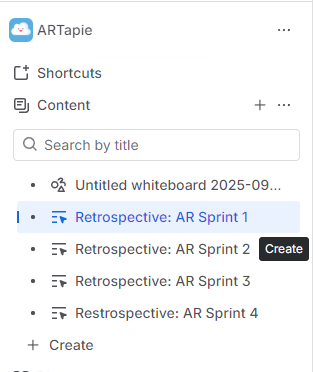 ARTapie
Shortcuts
Content
Search by title
Untitled whiteboard 2025-09...
Retrospective: AR Sprint 1
Retrospective: AR Sprint 2
Create
Retrospective: AR Sprint 3
Restrospective: AR Sprint 4
Create